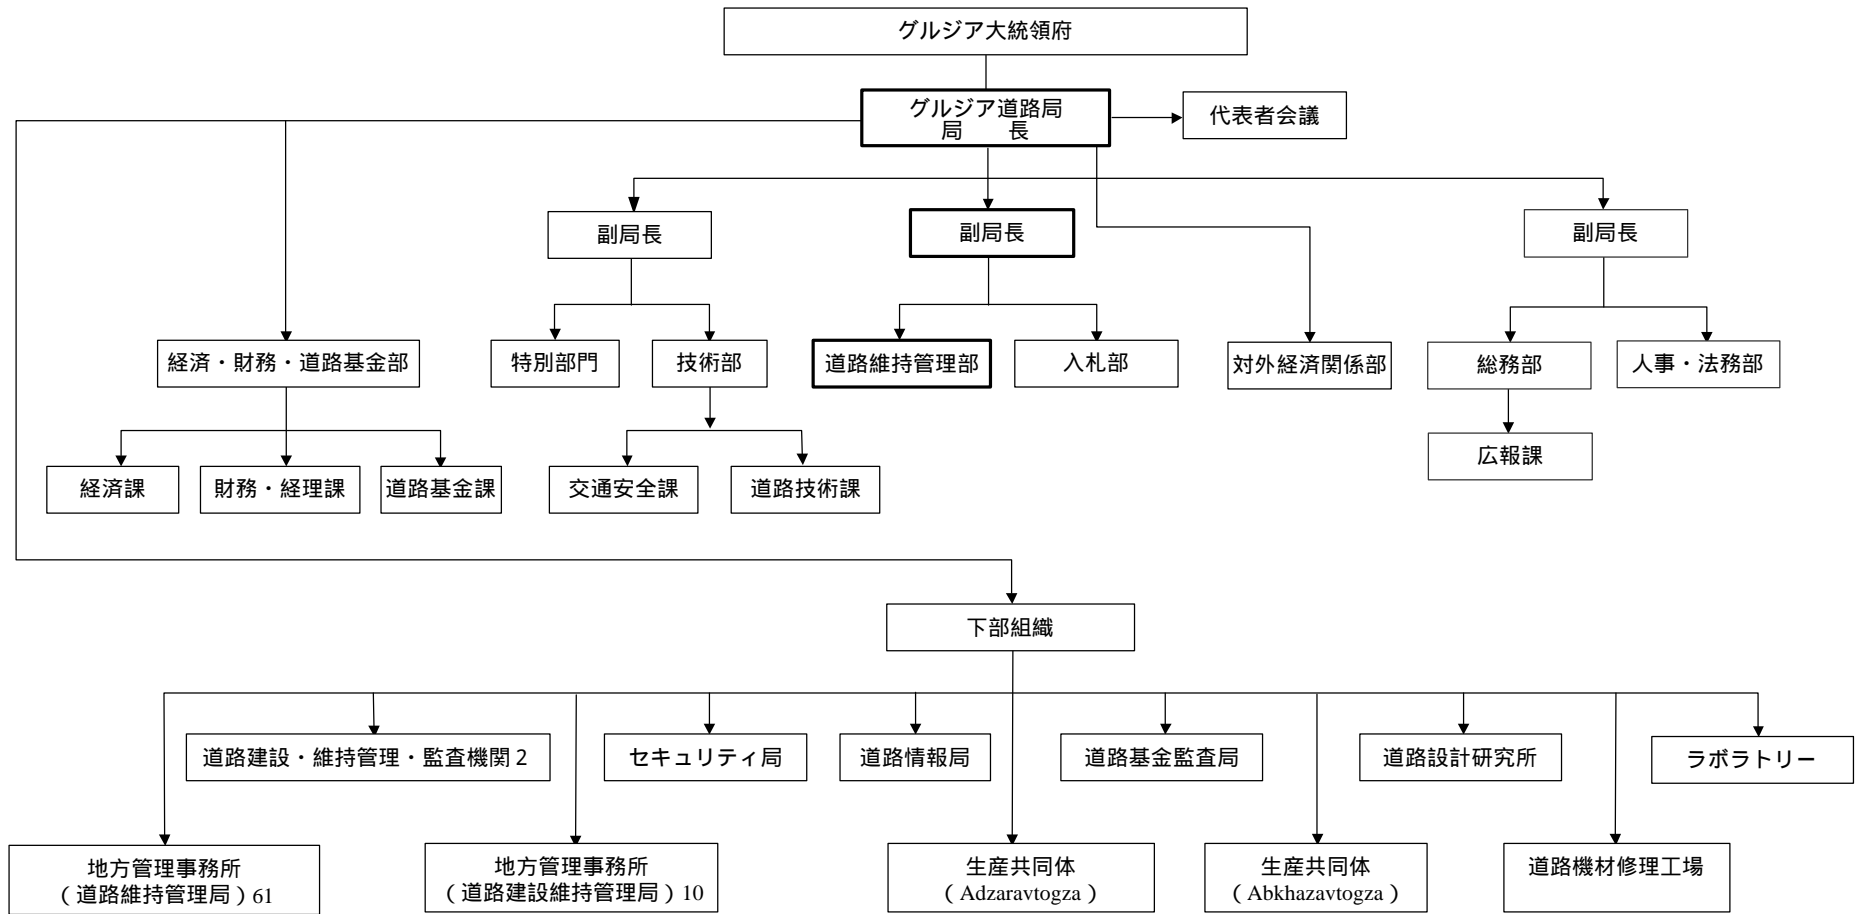 グルジア大統領府
グルジア道路局
局　　長
代表者会議
副局長
副局長
副局長
経済・財務・道路基金部
特別部門
技術部
道路維持管理部
入札部
対外経済関係部
総務部
人事・法務部
経済課
財務・経理課
道路基金課
交通安全課
道路技術課
広報課
下部組織
道路建設・維持管理・監査機関２
セキュリティ局
道路情報局
道路基金監査局
道路設計研究所
ラボラトリー
地方管理事務所
（道路維持管理局）61
地方管理事務所
（道路建設維持管理局）10
生産共同体
（Adzaravtogza）
生産共同体
（Abkhazavtogza）
道路機材修理工場